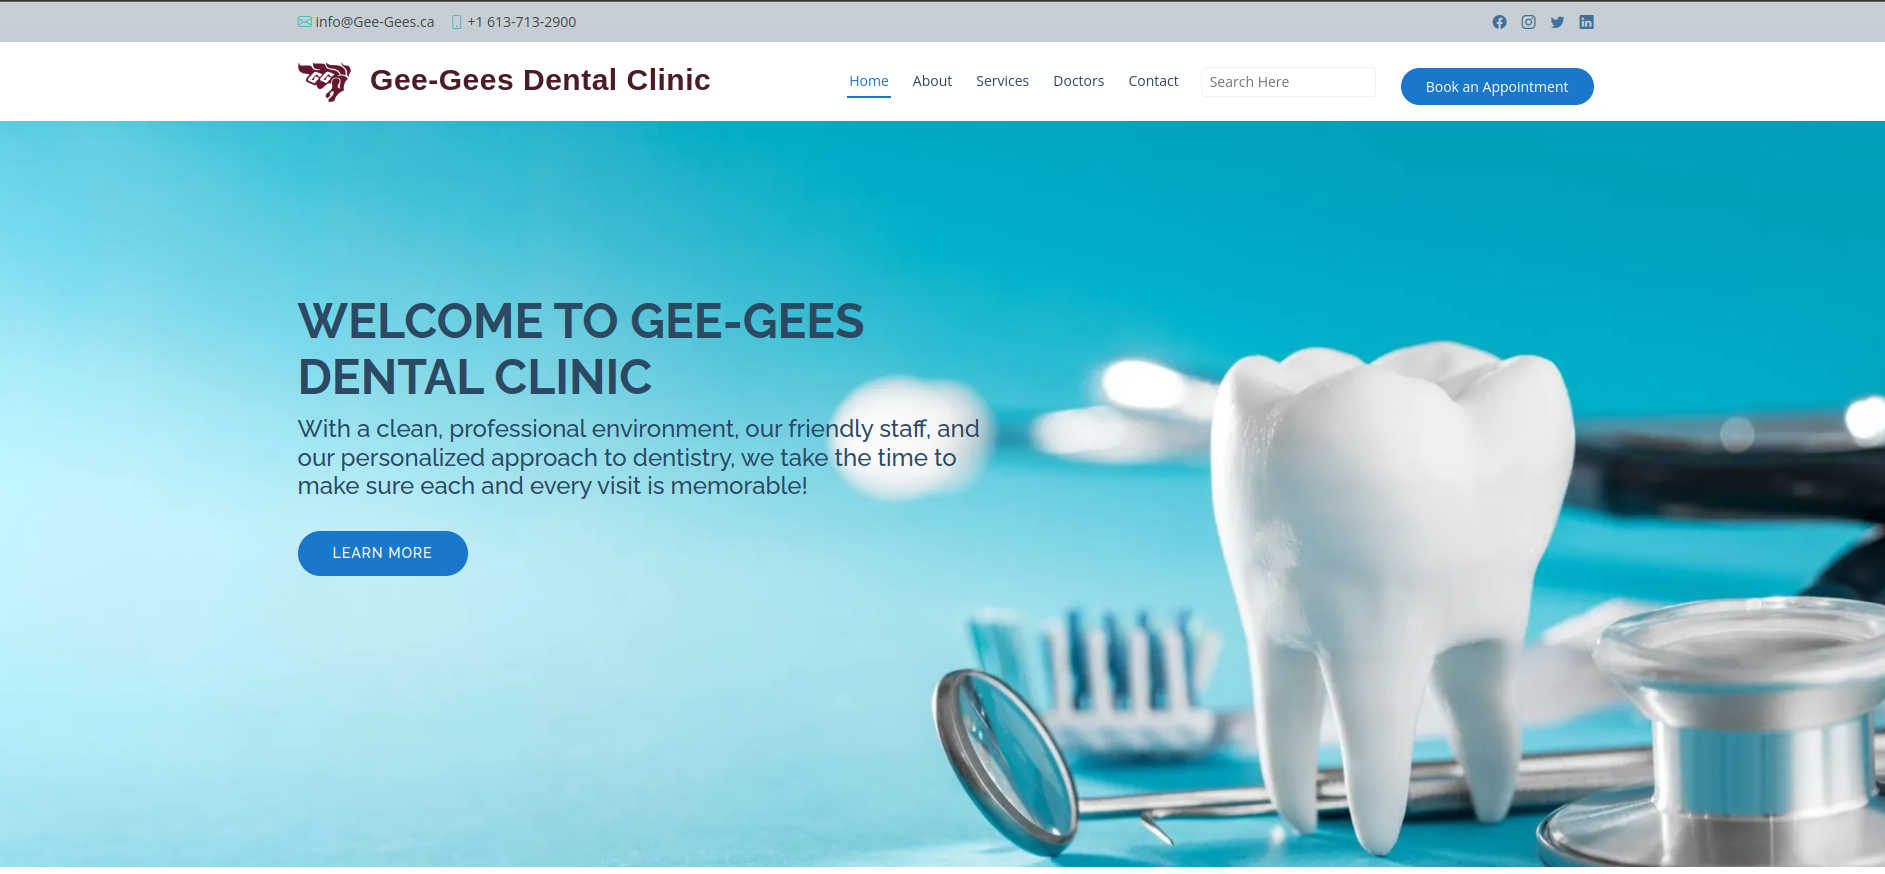 info@Gee-Gees.ca +1 613-713-2900
GG
Gee-Gees Dental Clinic
Home About Services Doctors Contact Search Here Book an Appointment
WELCOME TO GEE-GEES
DENTAL CLINIC
With a clean, professional environment, our friendly staff, and
our personalized approach to dentistry, we take the time to
make sure each and every visit is memorable!
LEARN MORE